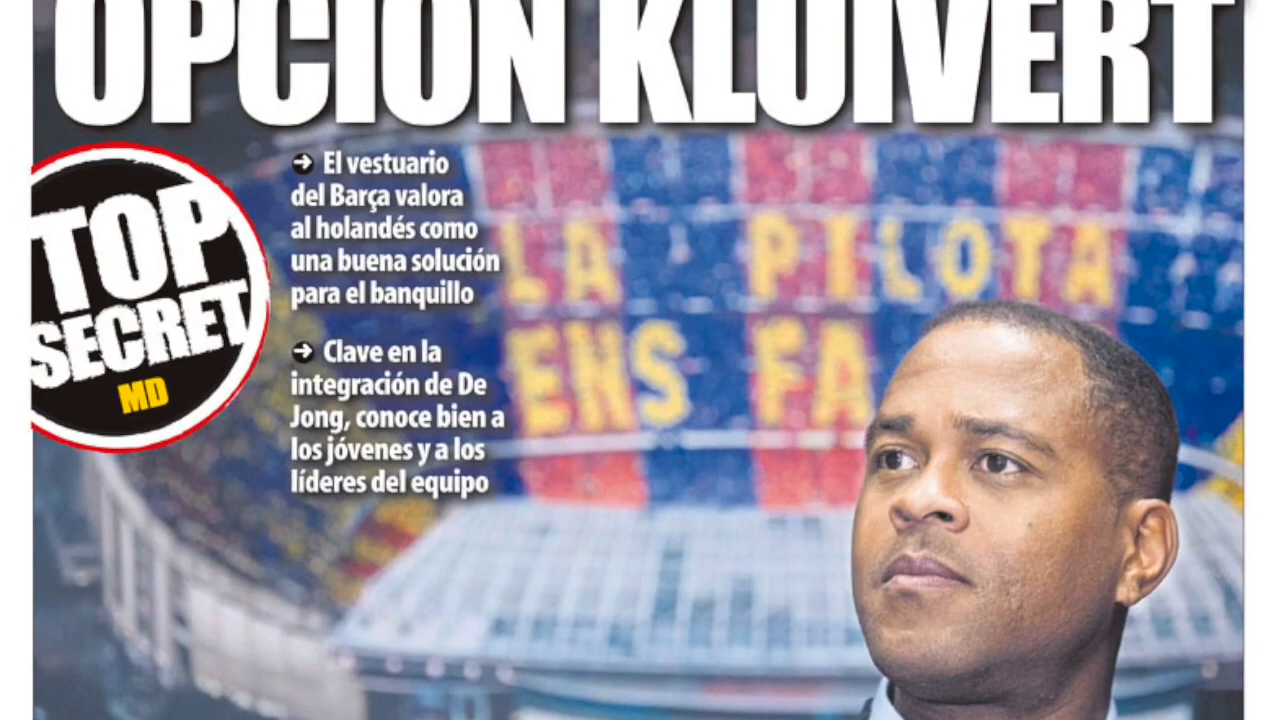 OPCIÓN KLUIVERT
TOP
SECRET
MD
➔ El vestuario
del Barça valora
al holandés como
una buena solución
para el banquillo
➔ Clave en la
integración de De
Jong, conoce bien a
los jóvenes y a los
líderes del equipo
LA PILOTA
ENS FA